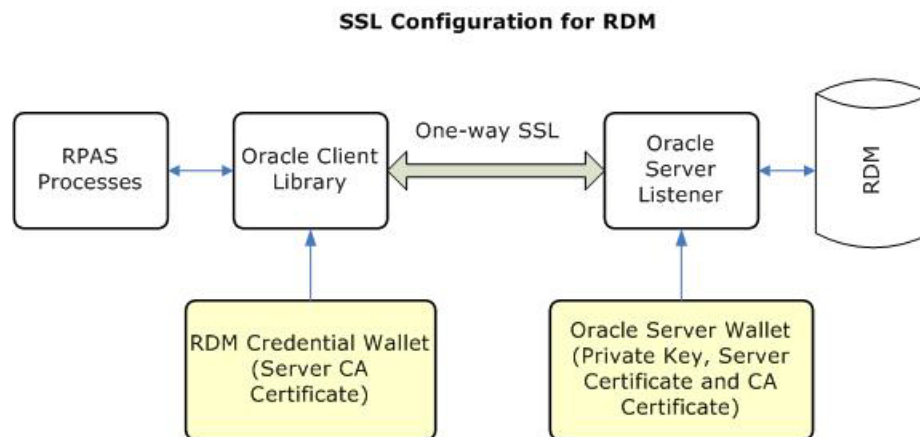 SSL Configuration for RDM
RPAS
Processes
Oracle Client
Library
One-way SSL
Oracle
Server
Listener
RDM
RDM Credential Wallet
(Server CA
Certificate)
Oracle Server Wallet
(Private Key, Server
Certificate and CA
Certificate)